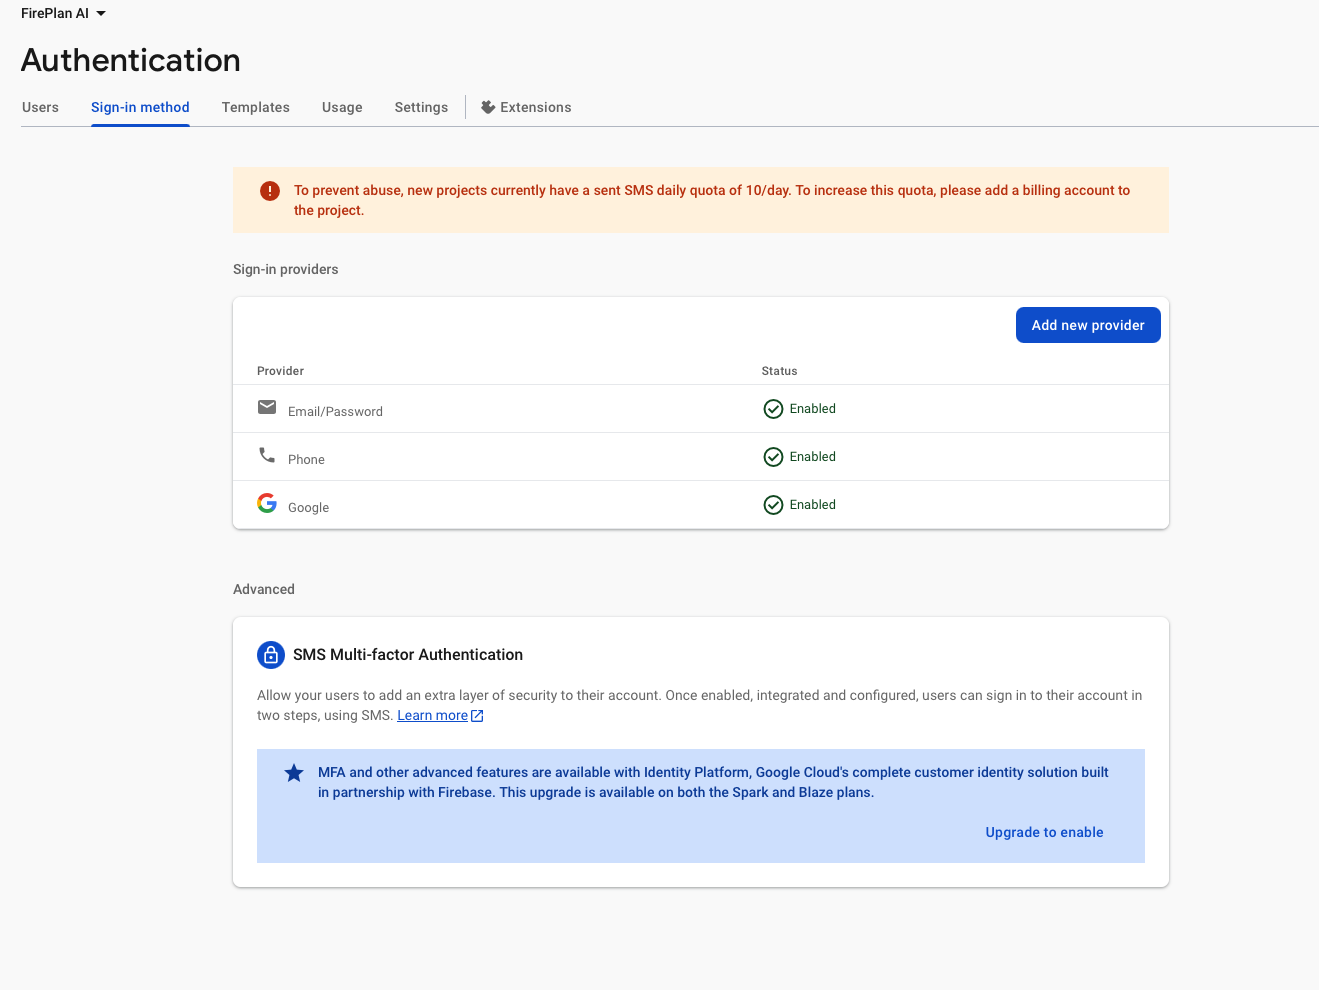 FirePlan AI
Authentication
Users
Sign-in method
Templates
Usage
Settings
Extensions
To prevent abuse, new projects currently have a sent SMS daily quota of 10/day. To increase this quota, please add a billing account to
the project.
Sign-in providers
Add new provider
Provider
Status
Email/Password
Enabled
Phone
Enabled
Google
Enabled
Advanced
SMS Multi-factor Authentication
Allow your users to add an extra layer of security to their account. Once enabled, integrated and configured, users can sign in to their account in
two steps, using SMS. Learn more
MFA and other advanced features are available with Identity Platform, Google Cloud's complete customer identity solution built
in partnership with Firebase. This upgrade is available on both the Spark and Blaze plans.
Upgrade to enable